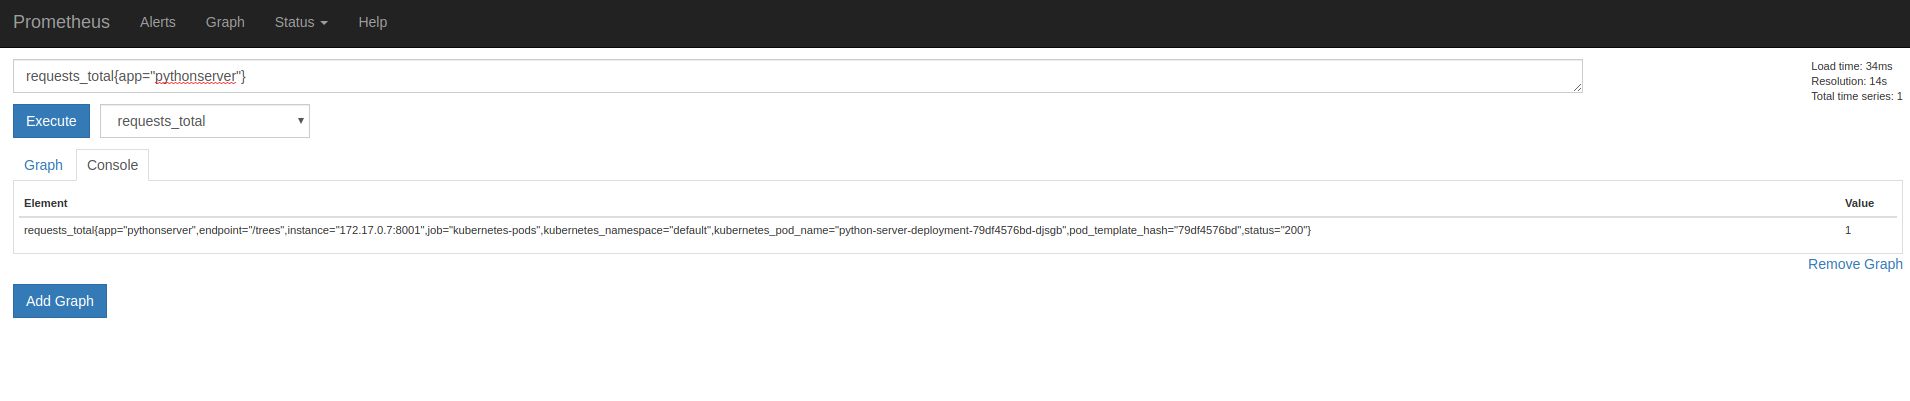 Prometheus Alerts Graph Status Help
requests_total{app="pythonserver"}
Load time: 34ms
Resolution: 14s
Total time series: 1
Execute requests_total
Graph Console
Element Value
requests_total{app="pythonserver",endpoint="/trees",instance="172.17.0.7:8001",job="kubernetes-pods",kubernetes_namespace="default",kubernetes_pod_name="python-server-deployment-79df4576bd-djsgb",pod_template_hash="79df4576bd",status="200"} 1
Remove Graph
Add Graph